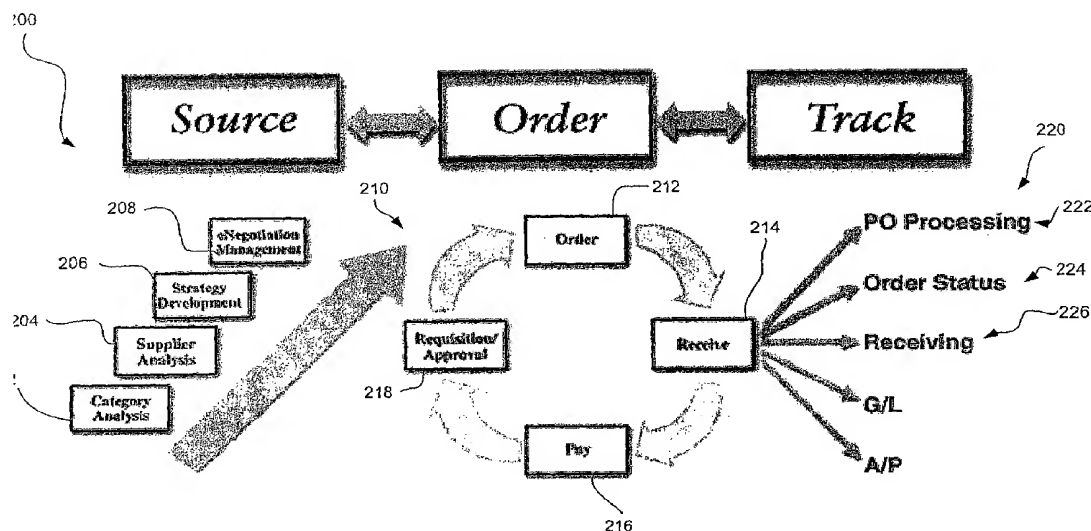 200
Source
Order
Track
208
eNegotiation
Management
206
Strategy
Development
204
Supplier
Analysis
Category
Analysis
210
212
Order
214
Receive
Requisition/
Approval
218
Pay
216
220
PO Processing
222
Order Status
224
Receiving
226
G/L
A/P